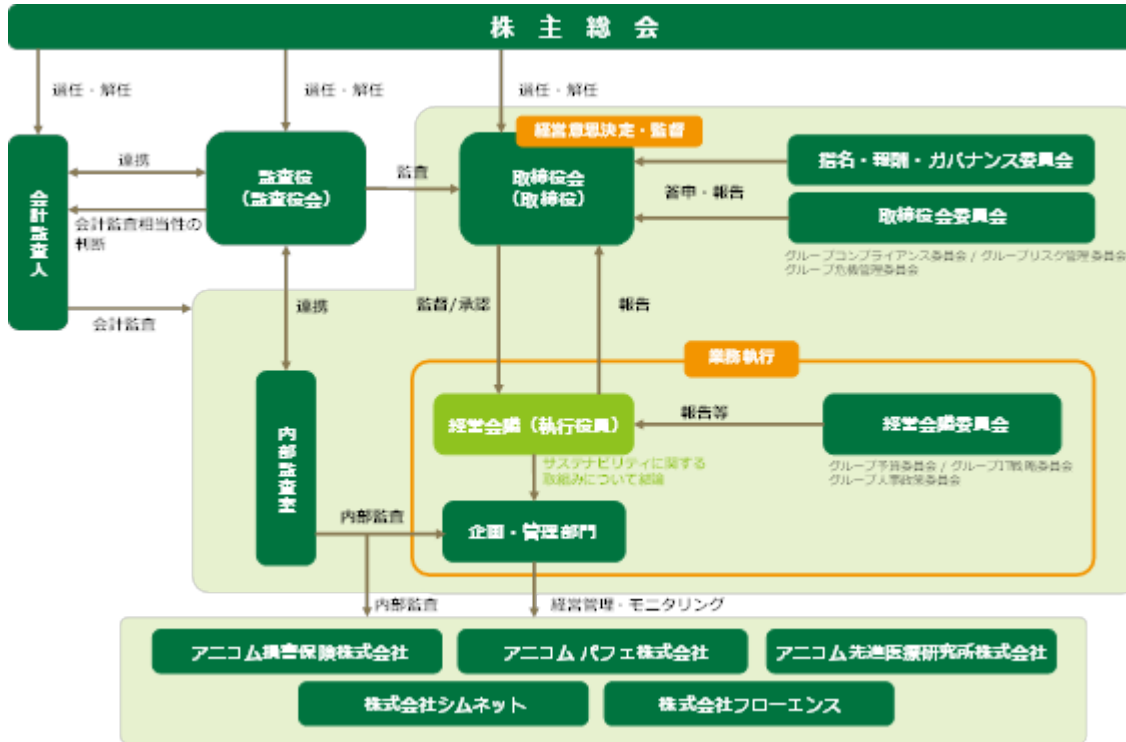 株主総会
選任・解任
選任・解任
選任・解任
経営意思決定・監督
会計監査人
連携
監査役
(監査役会)
監査
取締役会
(取締役)
指名・報酬・ガバナンス委員会
答申・報告
取締役会委員会
会計監査相当性の
判断
グループコンプライアンス委員会 / グループリスク管理委員会
グループ危機管理委員会
会計監査
連携
監督/承認
報告
業務執行
内部監査室
経営会議(執行役員)
報告等
経営会議委員会
サステナビリティに関する
取組みについて結論
グループ予算委員会 / グループIT戦略委員会
グループ人事政策委員会
内部監査
企画・管理部門
内部監査
経営管理・モニタリング
アニコム損害保険株式会社
アニコム パフェ株式会社
アニコム先進医療研究所株式会社
株式会社シムネット
株式会社フローエンス